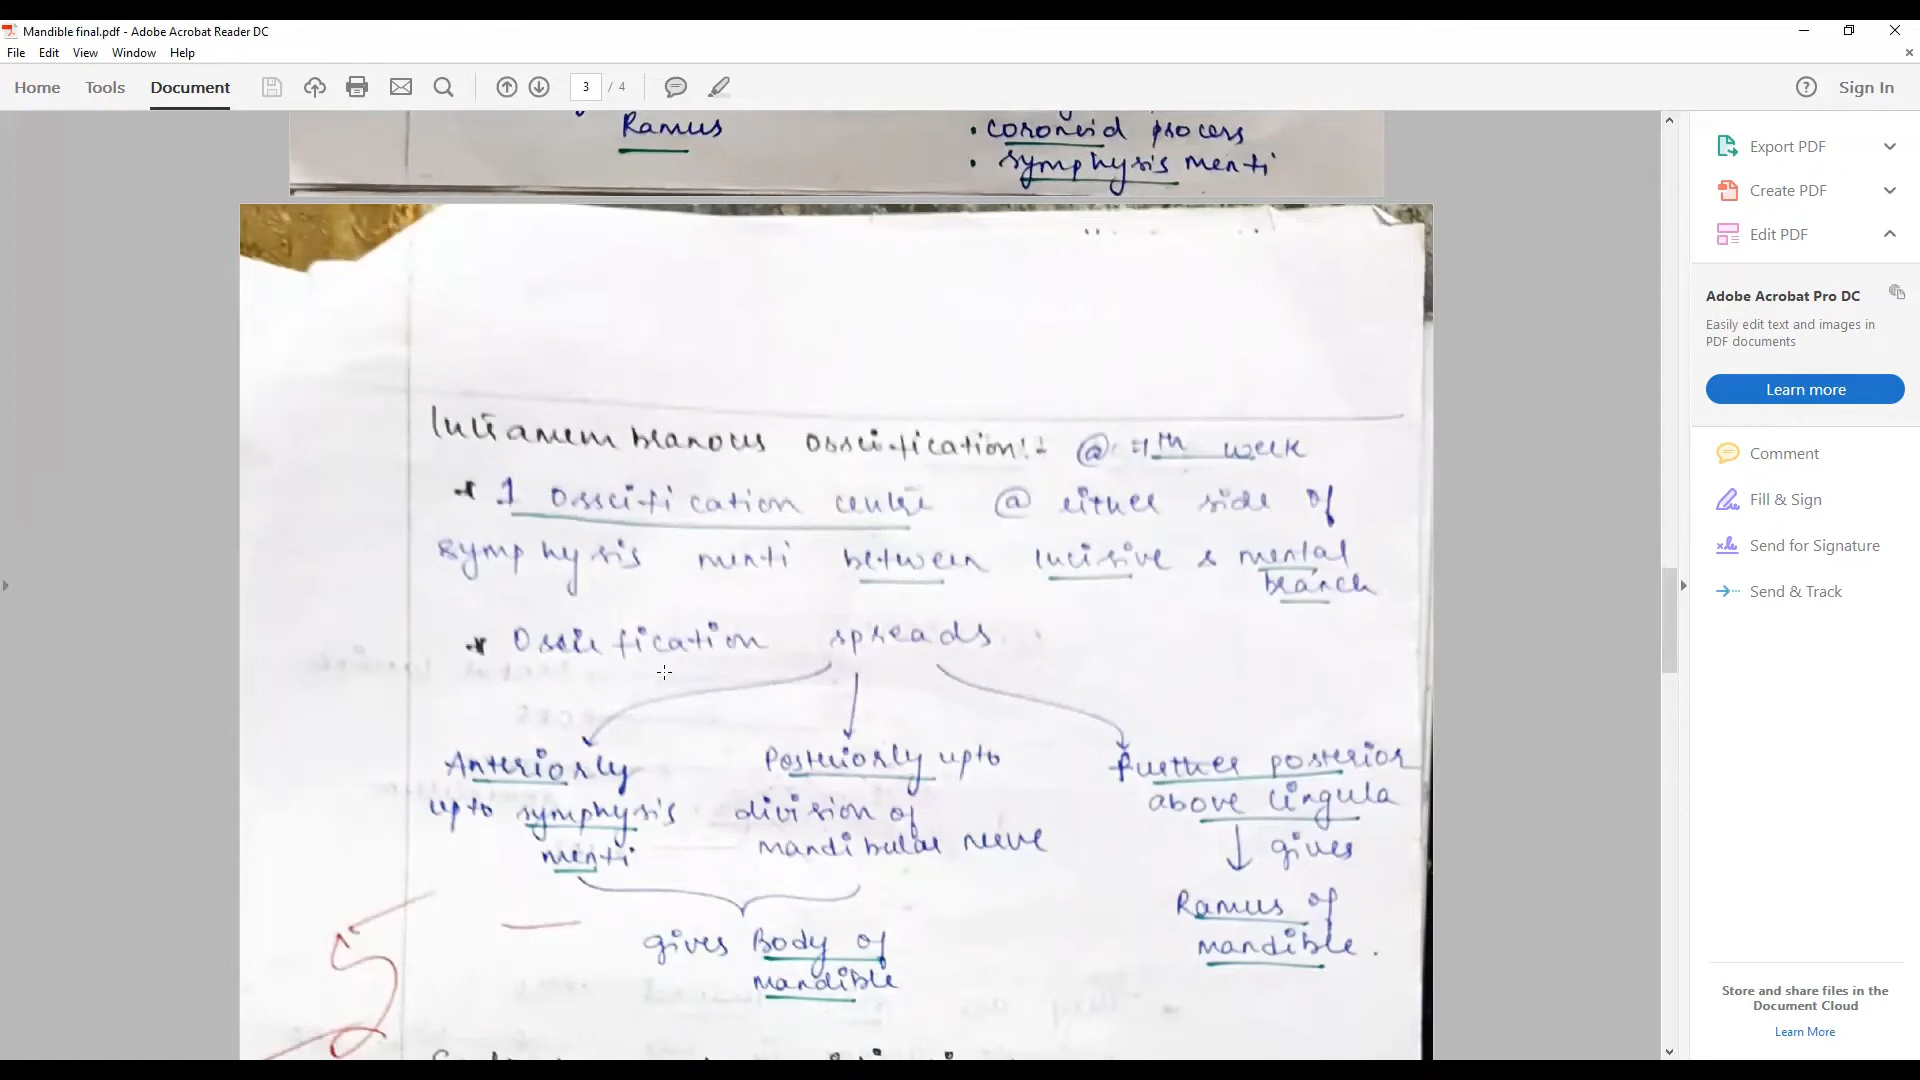 Mandible final.pdf - Adobe Acrobat Reader DC
File Edit View Window Help
Home Tools Document 3 / 4 Sign In
Ramus
• coronoid process
• symphysis menti
Intramembranous Ossification:- @ 7th week
* 1 Ossification centre @ either side of
symphysis menti between Incisive & mental
branch
* Ossification spreads
Anteriorly
upto symphysis
menti
Posteriorly upto
division of
mandibular nerve
further posterior
above lingula
gives
Ramus of
mandible.
gives Body of
mandible
Export PDF
Create PDF
Edit PDF
Adobe Acrobat Pro DC
Easily edit text and images in
PDF documents
Learn more
Comment
Fill & Sign
Send for Signature
Send & Track
Store and share files in the
Document Cloud
Learn More